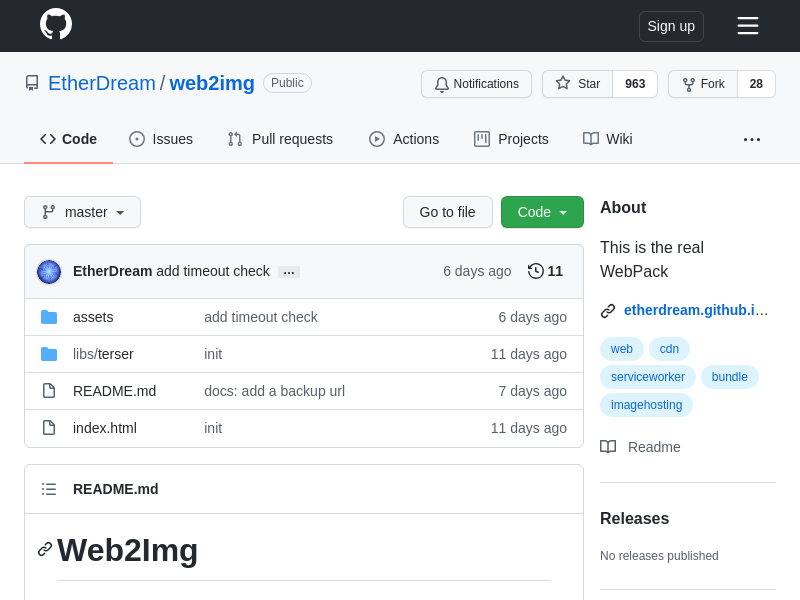 Sign up
EtherDream / web2img Public
Notifications Star 963 Fork 28
Code Issues Pull requests Actions Projects Wiki
master Go to file Code
EtherDream add timeout check ... 6 days ago 11
assets add timeout check 6 days ago
libs/terser init 11 days ago
README.md docs: add a backup url 7 days ago
index.html init 11 days ago
README.md
Web2Img
About
This is the real
WebPack
etherdream.github.i...
web cdn
serviceworker bundle
imagehosting
Readme
Releases
No releases published